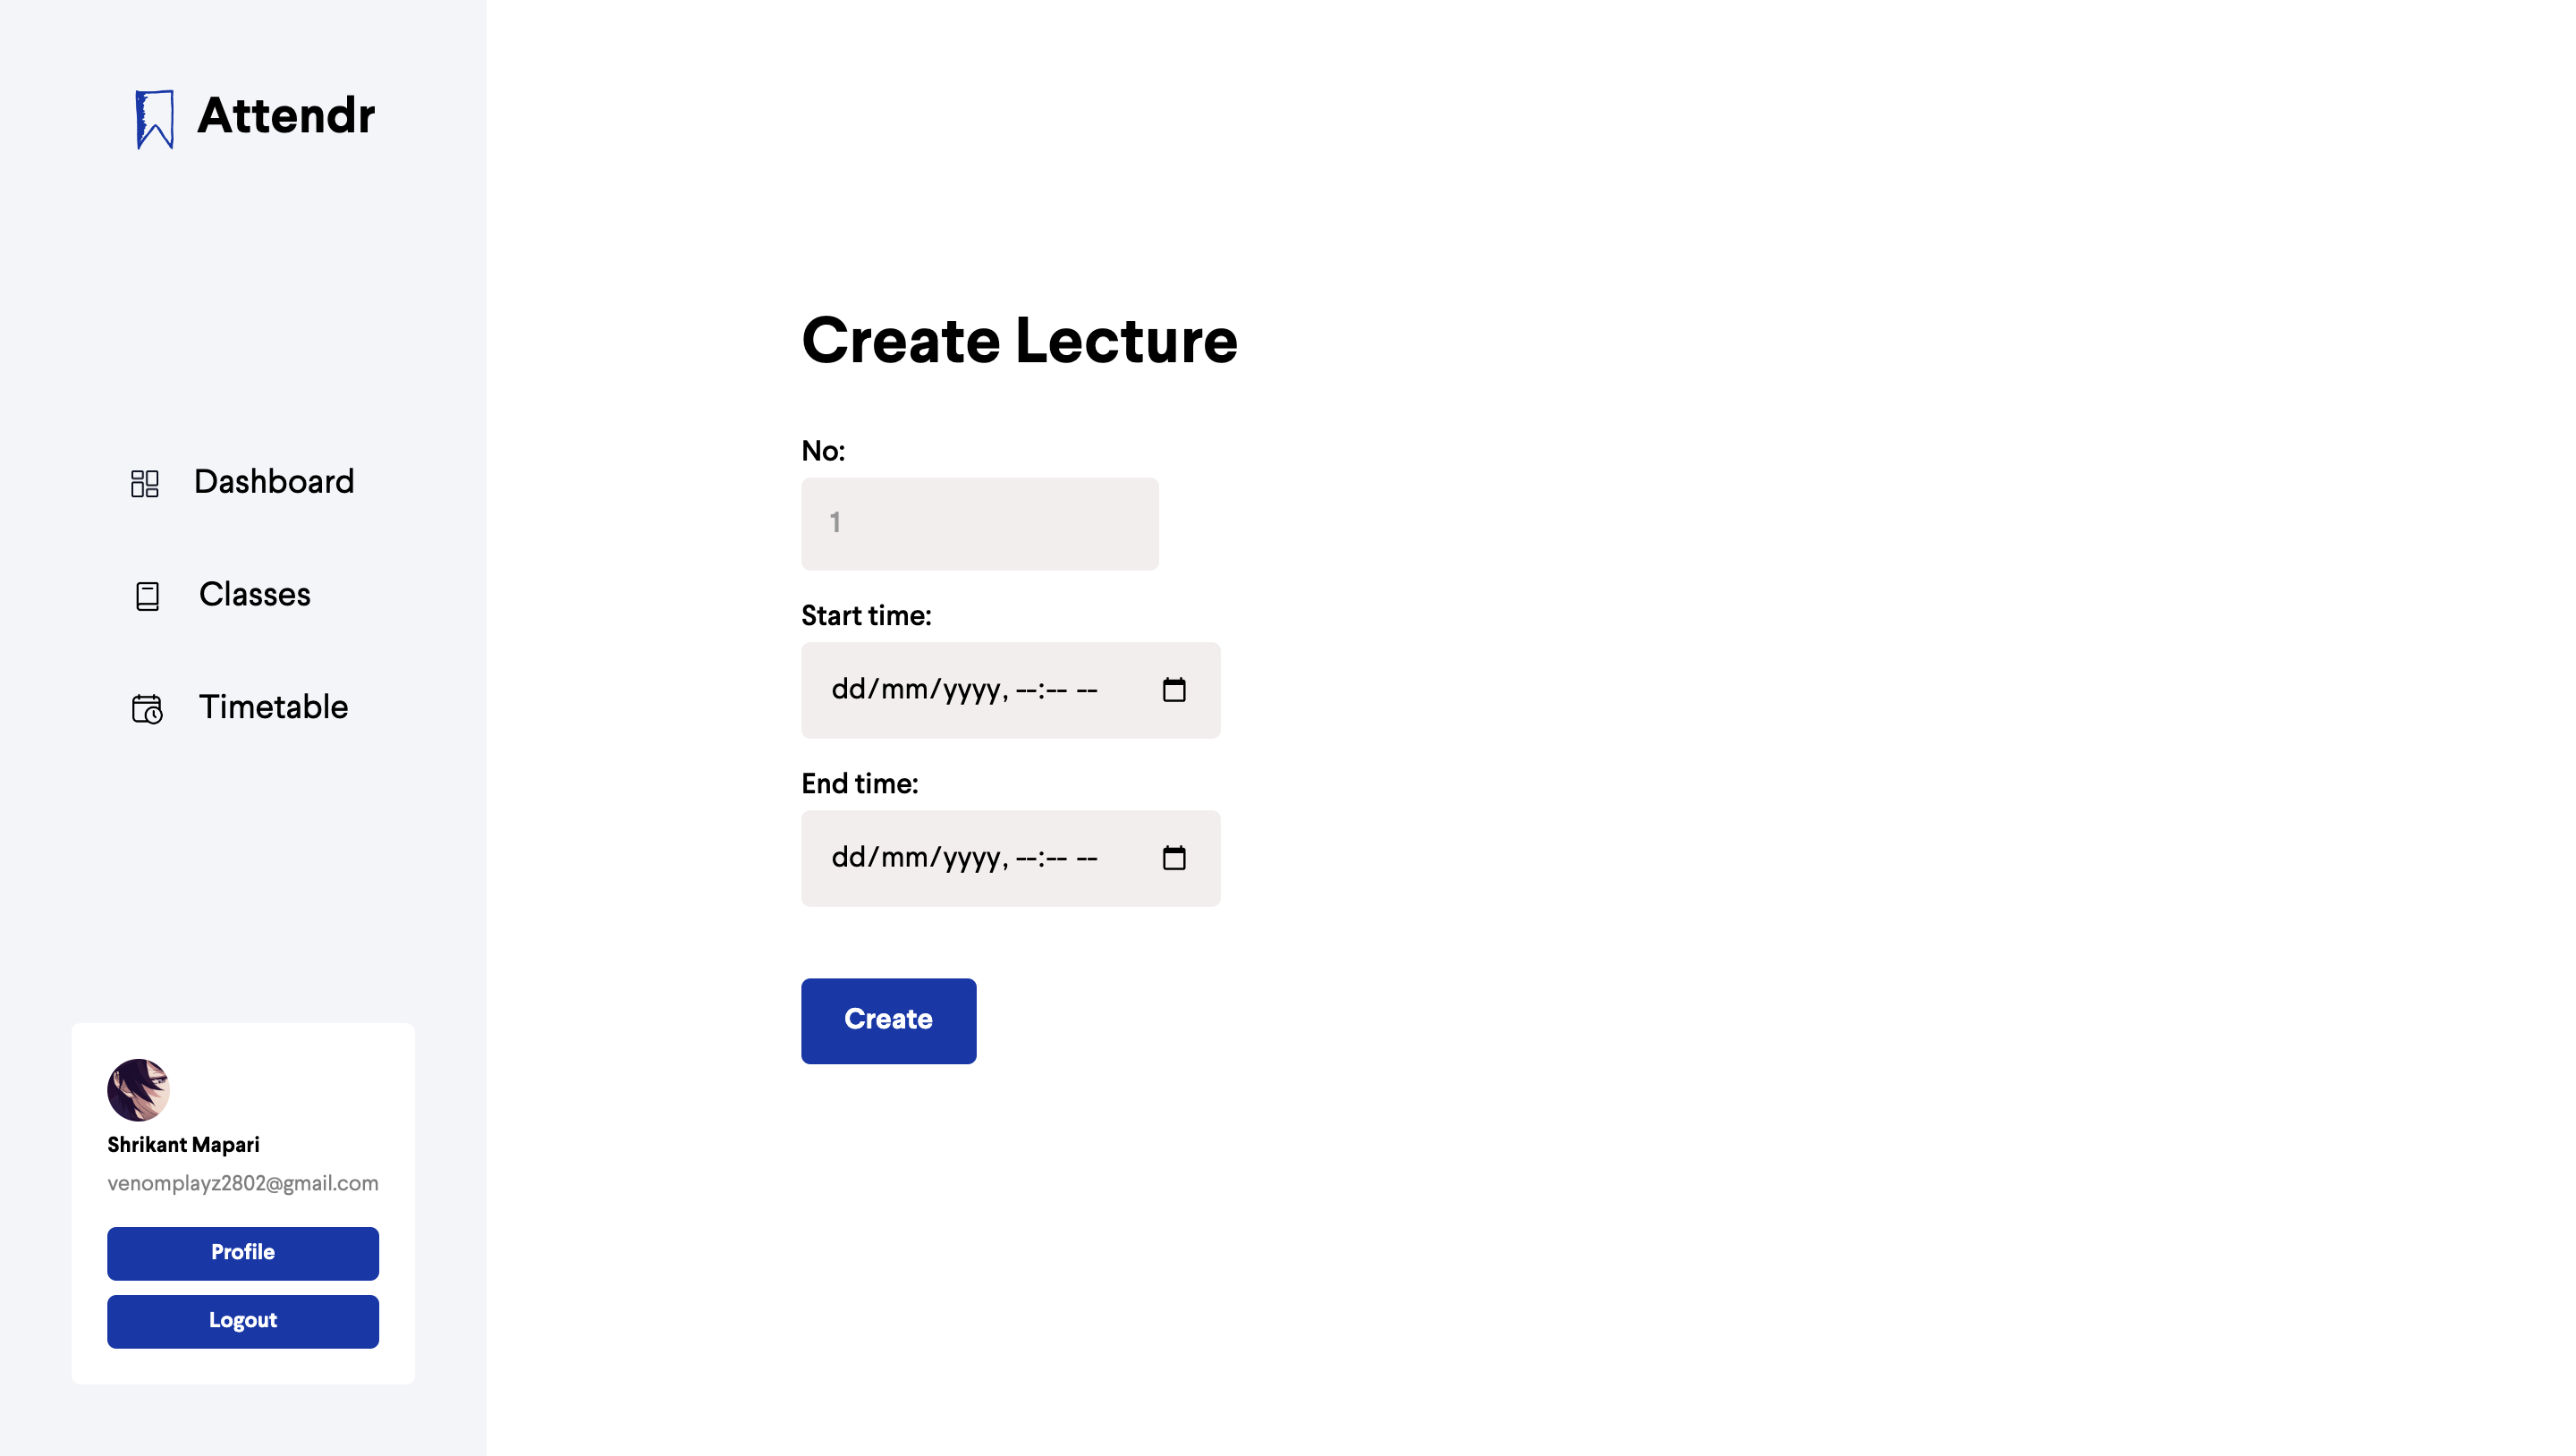 Attendr
Dashboard
Classes
Timetable
Shrikant Mapari
venomplayz2802@gmail.com
Profile
Logout
Create Lecture
No:
1
Start time:
dd/mm/yyyy, --:-- --
End time:
dd/mm/yyyy, --:-- --
Create